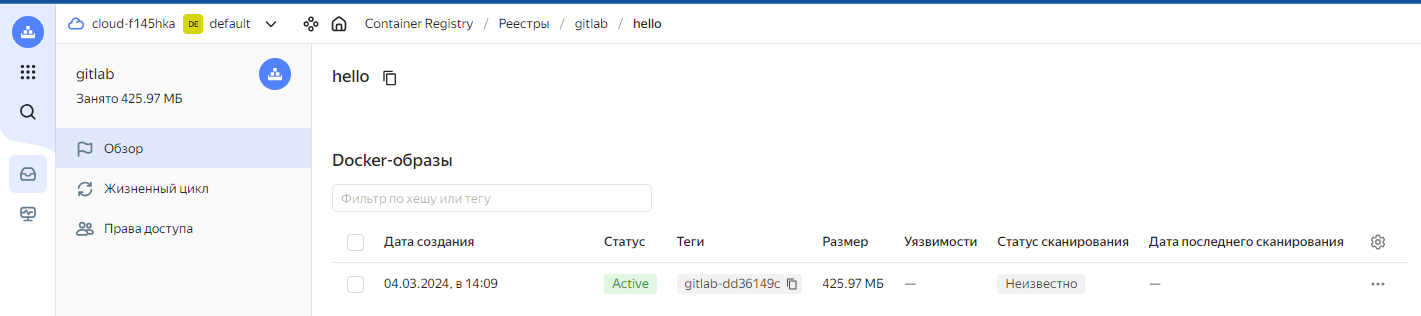 cloud-f145hka DE default Container Registry / Реестры / gitlab / hello
gitlab
Занято 425.97 МБ
Обзор
Жизненный цикл
Права доступа
hello
Docker-образы
Фильтр по хешу или тегу
Дата создания Статус Теги Размер Уязвимости Статус сканирования Дата последнего сканирования
04.03.2024, в 14:09 Active gitlab-dd36149c 425.97 МБ — Неизвестно —